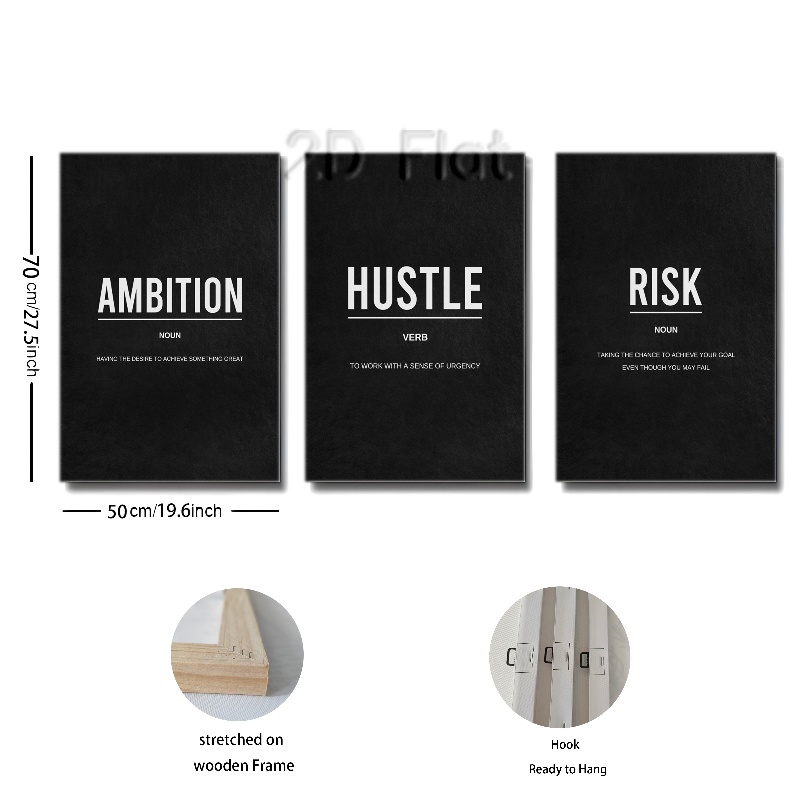 2D Flat
AMBITION
NOUN
HAVING THE DESIRE TO ACHIEVE SOMETHING GREAT
HUSTLE
VERB
TO WORK WITH A SENSE OF URGENCY
RISK
NOUN
TAKING THE CHANCE TO ACHIEVE YOUR GOAL
EVEN THOUGH YOU MAY FAIL
70 cm/27.5inch
50cm/19.6inch
stretched on
wooden Frame
Hook
Ready to Hang